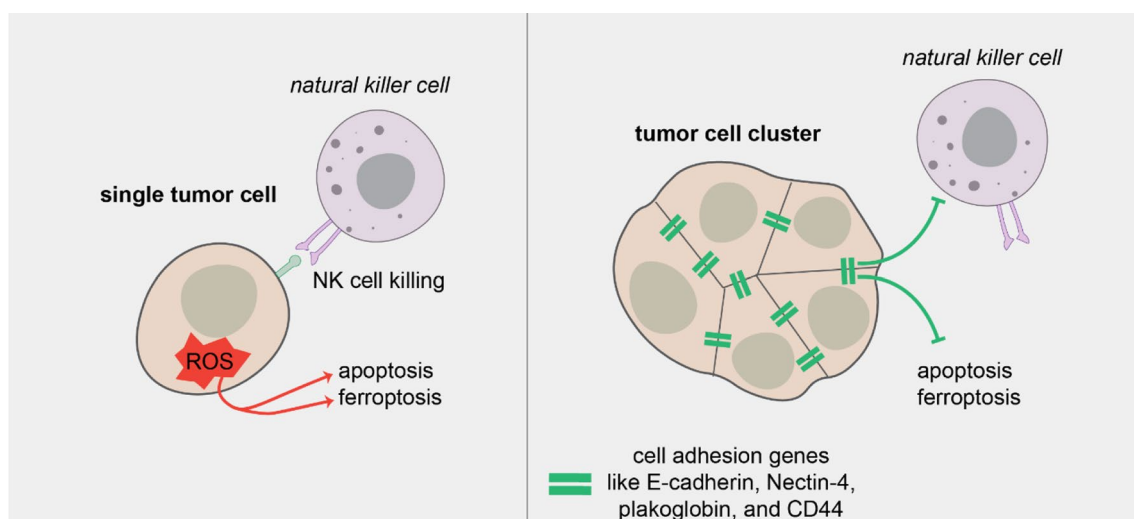 natural killer cell
single tumor cell
NK cell killing
ROS
apoptosis
ferroptosis
natural killer cell
tumor cell cluster
apoptosis
ferroptosis
cell adhesion genes
like E-cadherin, Nectin-4,
plakoglobin, and CD44